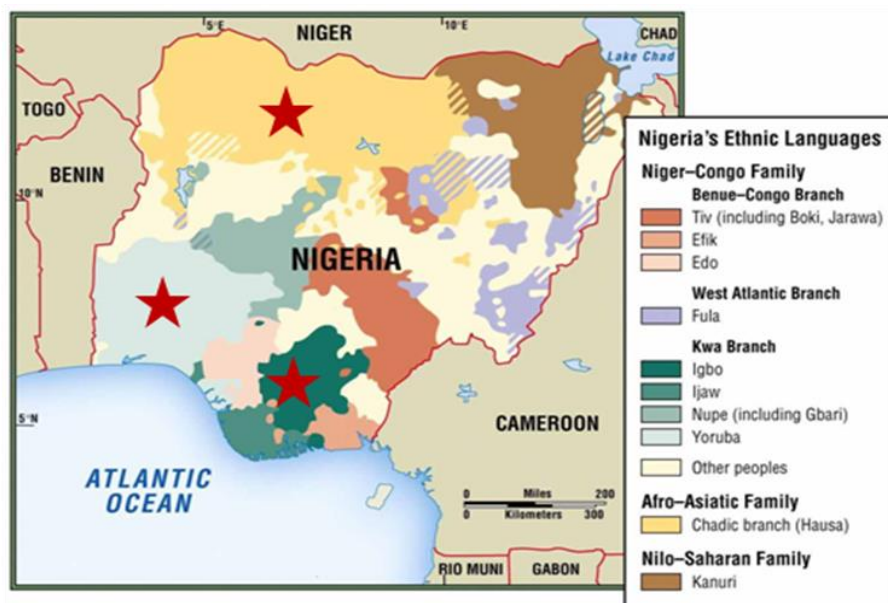 5°E
10°E
NIGER
CHAD
Lake Chad
TOGO
BENIN
10°N
NIGERIA
5°N
CAMEROON
ATLANTIC
OCEAN
0 Miles 200
0 Kilometers 300
RIO MUNI
GABON
Nigeria's Ethnic Languages
Niger–Congo Family
Benue–Congo Branch
Tiv (including Boki, Jarawa)
Efik
Edo
West Atlantic Branch
Fula
Kwa Branch
Igbo
Ijaw
Nupe (including Gbari)
Yoruba
Other peoples
Afro–Asiatic Family
Chadic branch (Hausa)
Nilo–Saharan Family
Kanuri